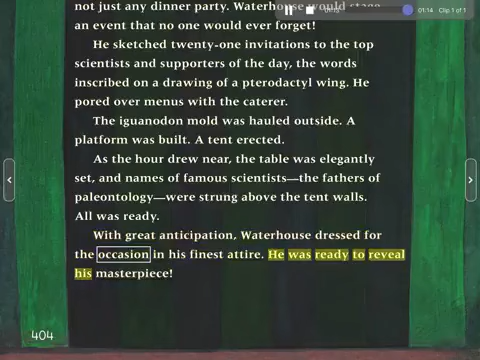 not just any dinner party. Waterhouse would stage
an event that no one would ever forget!
He sketched twenty-one invitations to the top
scientists and supporters of the day, the words
inscribed on a drawing of a pterodactyl wing. He
pored over menus with the caterer.
The iguanodon mold was hauled outside. A
platform was built. A tent erected.
As the hour drew near, the table was elegantly
set, and names of famous scientists—the fathers of
paleontology—were strung above the tent walls.
All was ready.
With great anticipation, Waterhouse dressed for
the occasion in his finest attire. He was ready to reveal
his masterpiece!
404
01:14 Clip 1 of 1